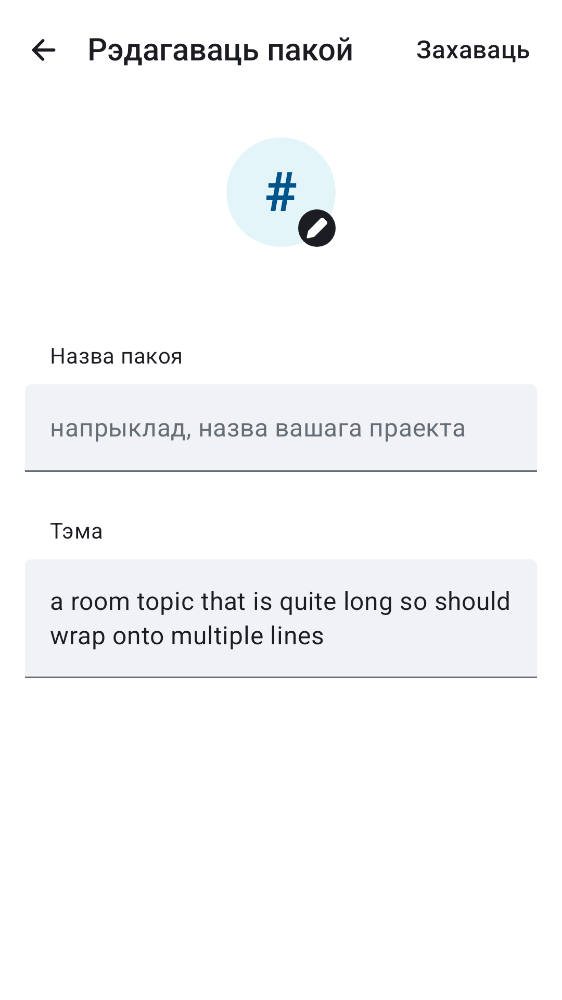 Рэдагаваць пакой
Захаваць
#
Назва пакоя
напрыклад, назва вашага праекта
Тэма
a room topic that is quite long so should
wrap onto multiple lines